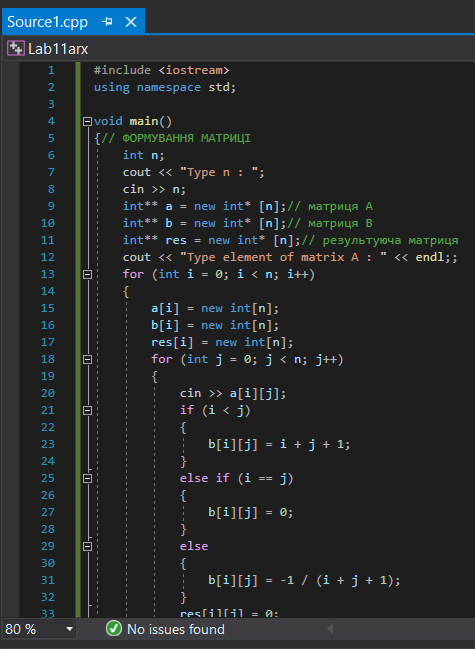 Source1.cpp
Lab11arx
1 #include <iostream>
2 using namespace std;
3
4 void main()
5 {// ФОРМУВАННЯ МАТРИЦІ
6 int n;
7 cout << "Type n : ";
8 cin >> n;
9 int** a = new int* [n];// матриця A
10 int** b = new int* [n];// матриця B
11 int** res = new int* [n];// результуюча матриця
12 cout << "Type element of matrix A : " << endl;;
13 for (int i = 0; i < n; i++)
14 {
15 a[i] = new int[n];
16 b[i] = new int[n];
17 res[i] = new int[n];
18 for (int j = 0; j < n; j++)
19 {
20 cin >> a[i][j];
21 if (i < j)
22 {
23 b[i][j] = i + j + 1;
24 }
25 else if (i == j)
26 {
27 b[i][j] = 0;
28 }
29 else
30 {
31 b[i][j] = -1 / (i + j + 1);
32 }
33 res[i][j] = 0;
80 % No issues found